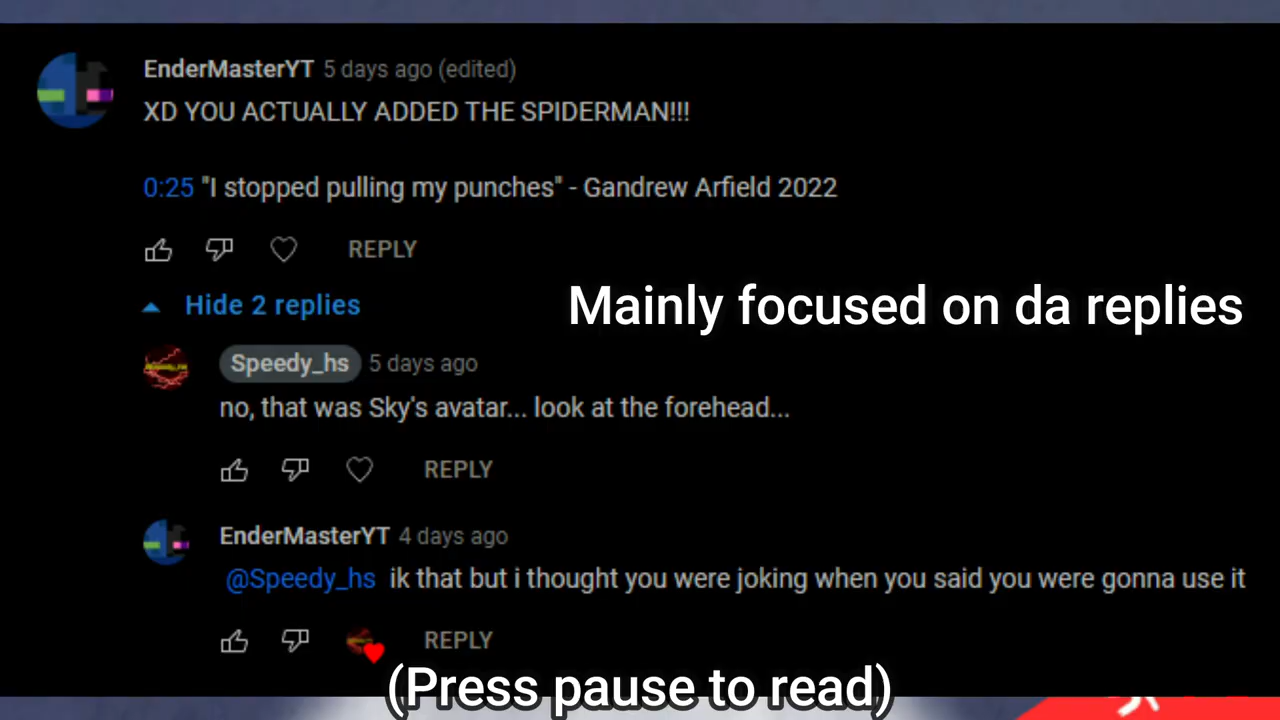 EnderMasterYT 5 days ago (edited)
XD YOU ACTUALLY ADDED THE SPIDERMAN!!!
0:25 "I stopped pulling my punches" - Gandrew Arfield 2022
REPLY
Hide 2 replies
Mainly focused on da replies
Speedy_hs 5 days ago
no, that was Sky's avatar... look at the forehead...
REPLY
EnderMasterYT 4 days ago
@Speedy_hs ik that but i thought you were joking when you said you were gonna use it
REPLY
(Press pause to read)